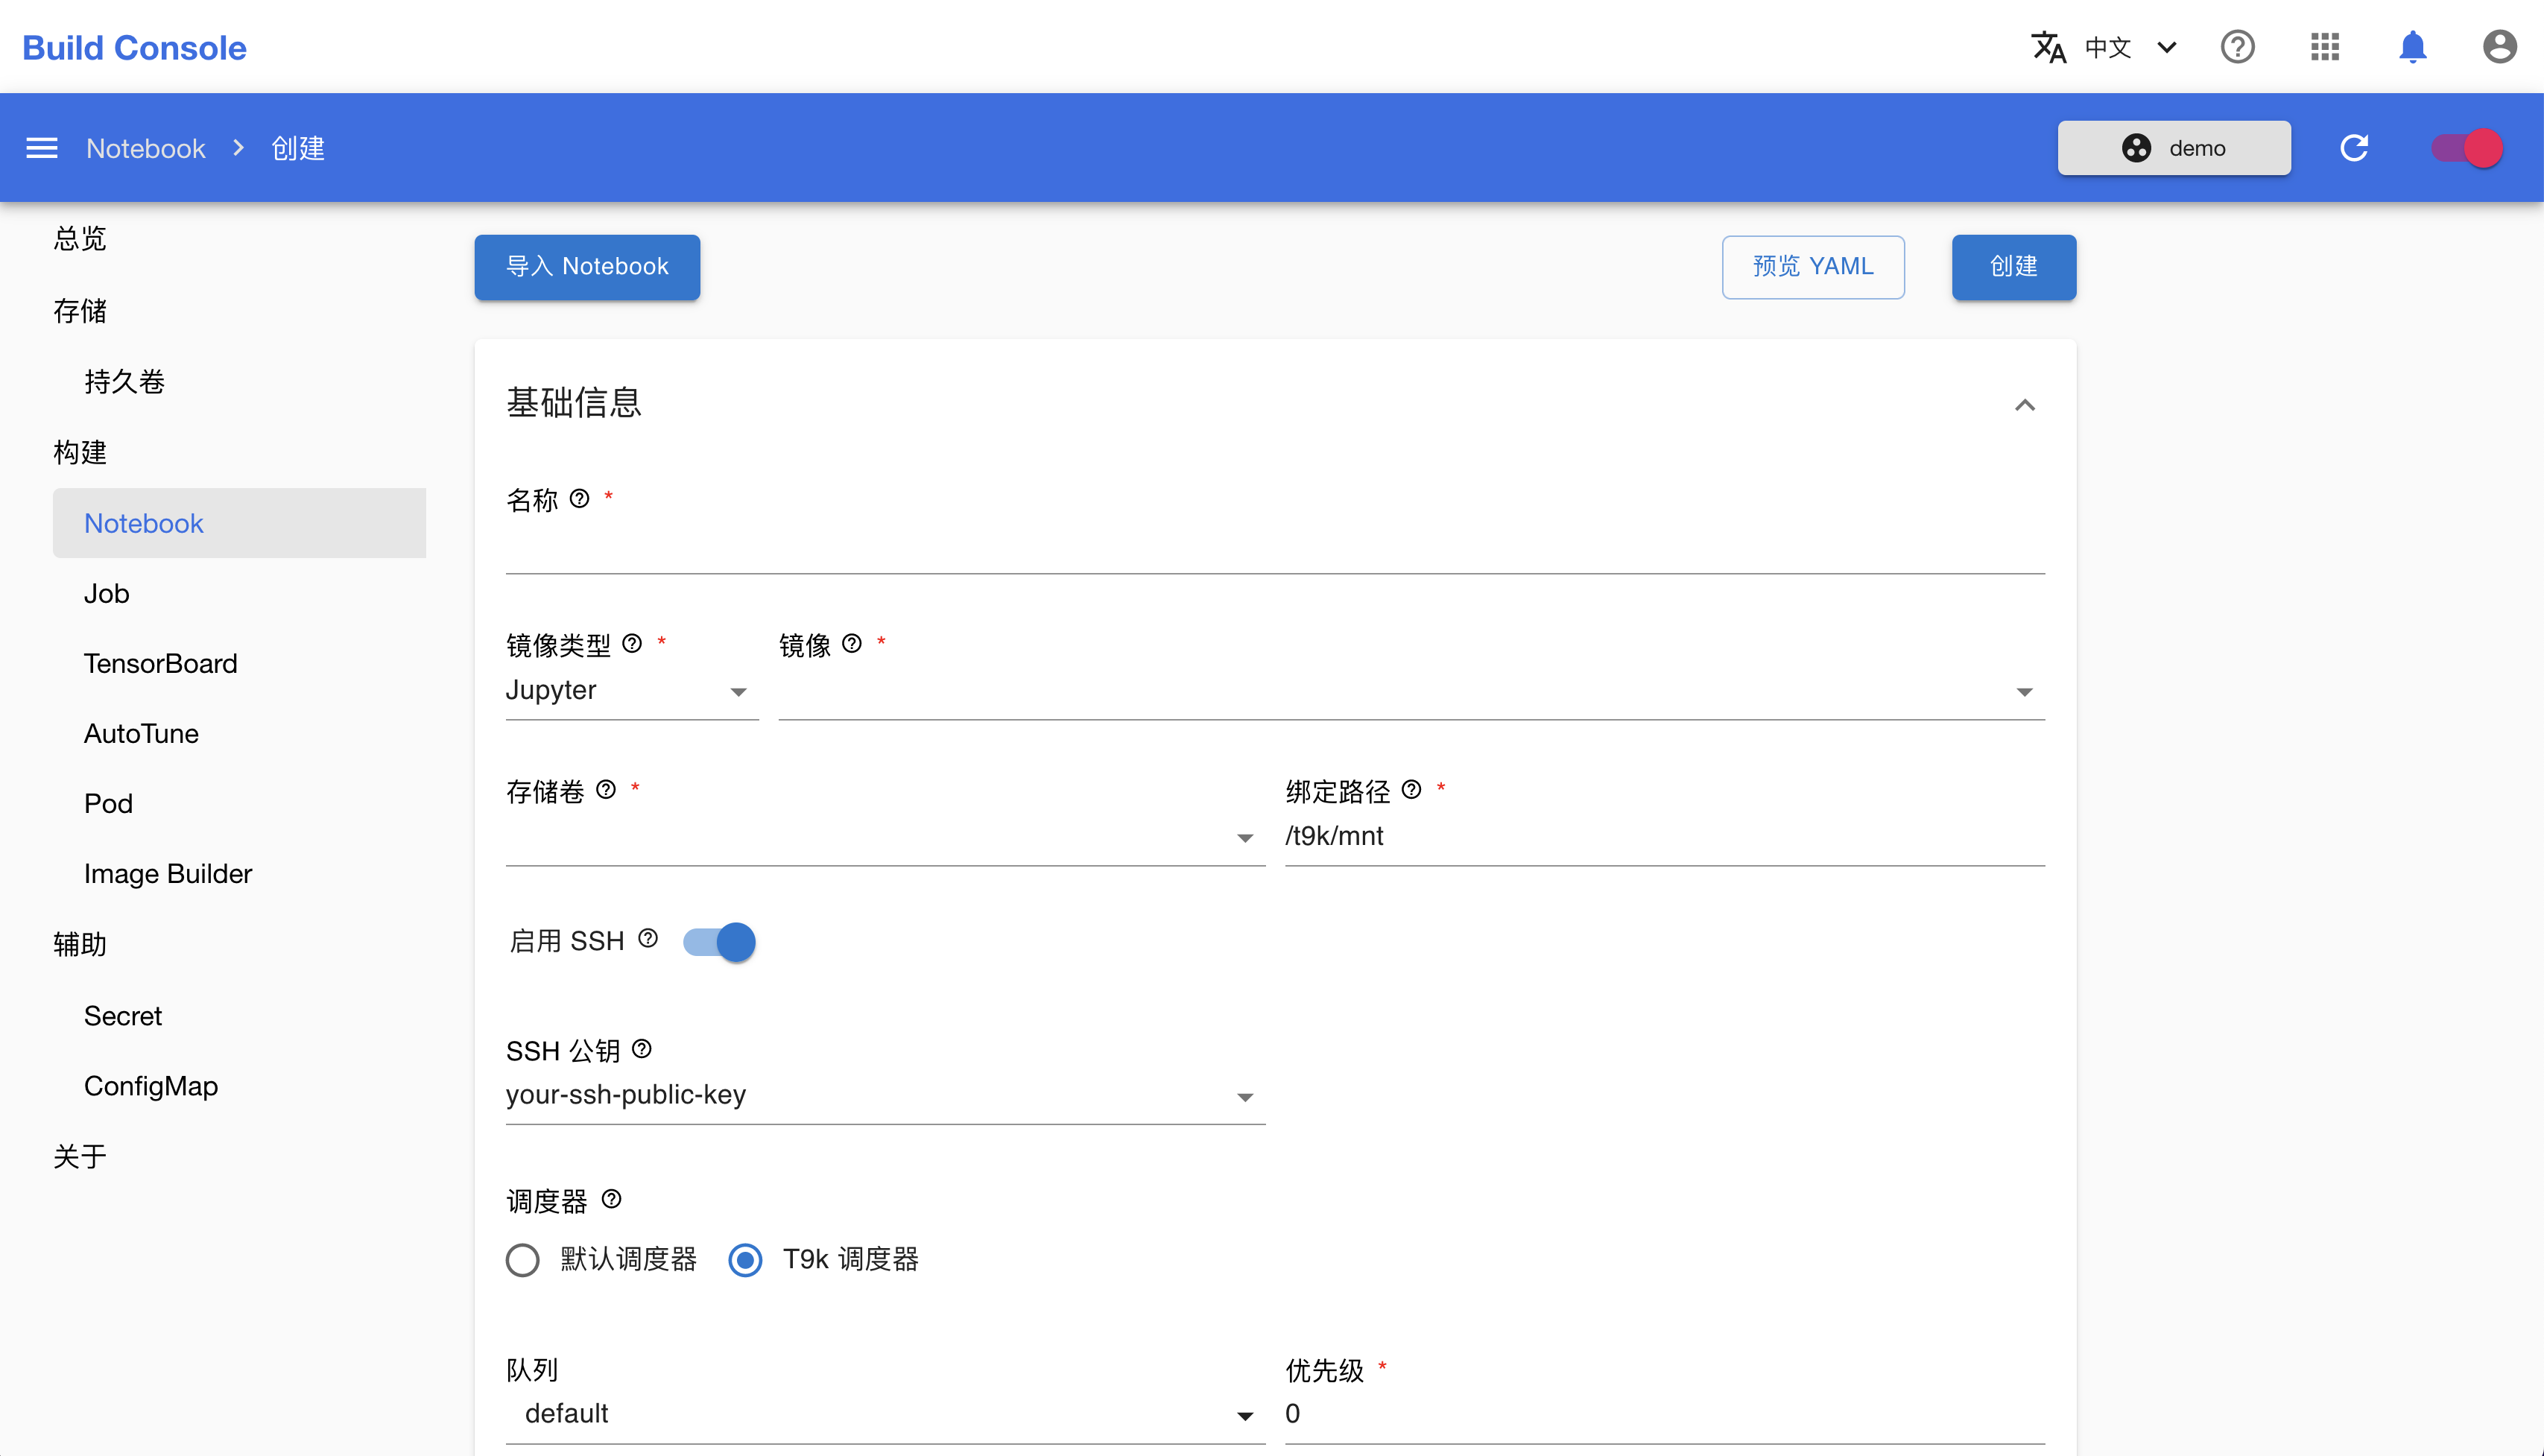 Build Console
中文
Notebook > 创建
demo
总览
存储
持久卷
构建
Notebook
Job
TensorBoard
AutoTune
Pod
Image Builder
辅助
Secret
ConfigMap
关于
导入 Notebook
预览 YAML
创建
基础信息
名称 *
镜像类型 * 镜像 *
Jupyter
存储卷 * 绑定路径 *
/t9k/mnt
启用 SSH
SSH 公钥
your-ssh-public-key
调度器
默认调度器 T9k 调度器
队列 优先级 *
default 0